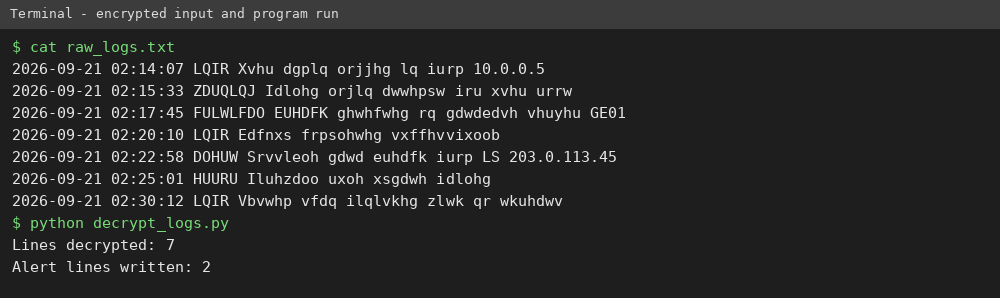 Terminal - encrypted input and program run
$ cat raw_logs.txt
2026-09-21 02:14:07 LQIR Xvhu dgplq orjjhg lq iurp 10.0.0.5
2026-09-21 02:15:33 ZDUQLQJ Idlohg orjlq dwwhpsw iru xvhu urrw
2026-09-21 02:17:45 FULWLFDO EUHDFK ghwhfwhg rq gdwdedvh vhuyhu GE01
2026-09-21 02:20:10 LQIR Edfnxs frpsohwhg vxffhvvixoob
2026-09-21 02:22:58 DOHUW Srvvleoh gdwd euhdfk iurp LS 203.0.113.45
2026-09-21 02:25:01 HUURU Iluhzdoo uxoh xsgdwh idlohg
2026-09-21 02:30:12 LQIR Vbvwhp vfdq ilqlvkhg zlwk qr wkuhdwv
$ python decrypt_logs.py
Lines decrypted: 7
Alert lines written: 2